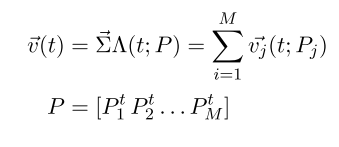 $\vec{v}(t) = \vec{\Sigma}\Lambda(t; P) = \sum_{i=1}^{M} \vec{v_j}(t; P_j)$
$P = [P_1^t \, P_2^t \ldots P_M^t]$